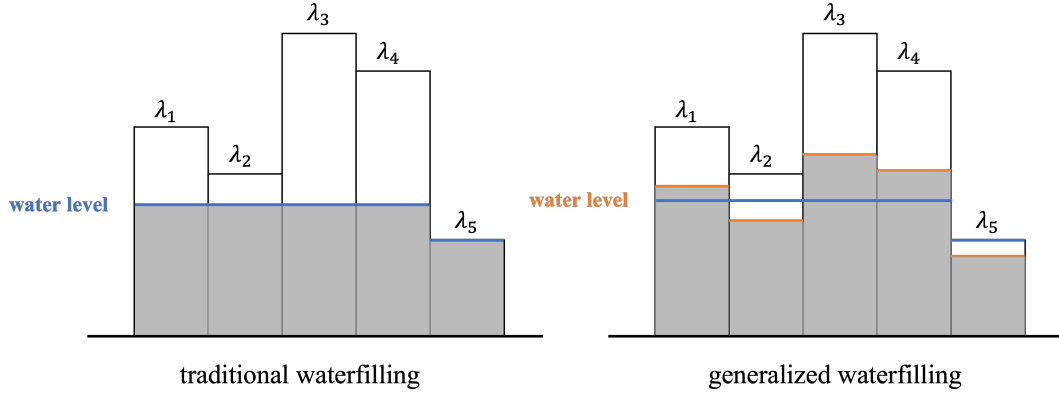 λ₁
λ₂
λ₃
λ₄
λ₅
water level
traditional waterfilling
λ₁
λ₂
λ₃
λ₄
λ₅
water level
generalized waterfilling